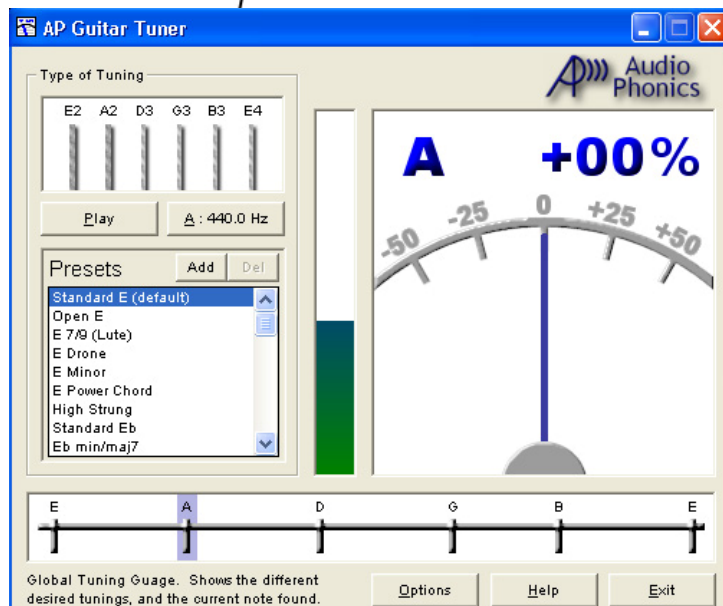 AP Guitar Tuner
Type of Tuning
E2 A2 D3 G3 B3 E4
Play
A : 440.0 Hz
Presets
Add
Del
Standard E (default)
Open E
E 7/9 (Lute)
E Drone
E Minor
E Power Chord
High Strung
Standard Eb
Eb min/maj7
Audio
Phonics
A +00%
-50 -25 0 +25 +50
E A D G B E
Global Tuning Guage. Shows the different
desired tunings, and the current note found.
Options
Help
Exit